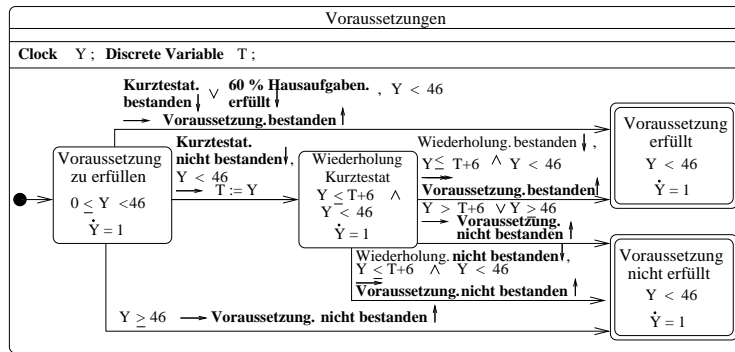 Voraussetzungen
Clock Y ; Discrete Variable T ;
Kurztestat. ∨ 60 % Hausaufgaben.
bestanden↓ erfüllt↓ , Y < 46
→ Voraussetzung.bestanden↑
Voraussetzung
zu erfüllen
0 ≤ Y <46
Ẏ = 1
Kurztestat.
nicht bestanden↓,
Y < 46
→ T := Y
Wiederholung
Kurztestat
Y ≤ T+6 ∧
Y < 46
Ẏ = 1
Wiederholung. bestanden↓,
Y ≤ T+6 ∧ Y < 46
→ Voraussetzung.bestanden↑
Y > T+6 ∨ Y ≥ 46
→ Voraussetzung.
nicht bestanden↑
Wiederholung. nicht bestanden↓,
Y ≤ T+6 ∧ Y < 46
→ Voraussetzung. nicht bestanden↑
Y ≥ 46 → Voraussetzung. nicht bestanden↑
Voraussetzung
erfüllt
Y < 46
Ẏ = 1
Voraussetzung
nicht erfüllt
Y < 46
Ẏ = 1